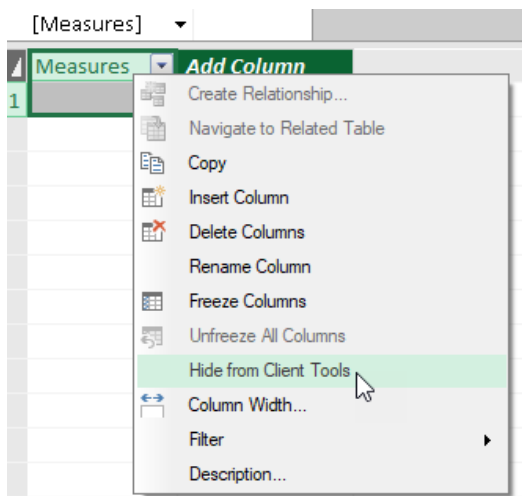 [Measures]
Measures Add Column
1
Create Relationship...
Navigate to Related Table
Copy
Insert Column
Delete Columns
Rename Column
Freeze Columns
Unfreeze All Columns
Hide from Client Tools
Column Width...
Filter
Description...